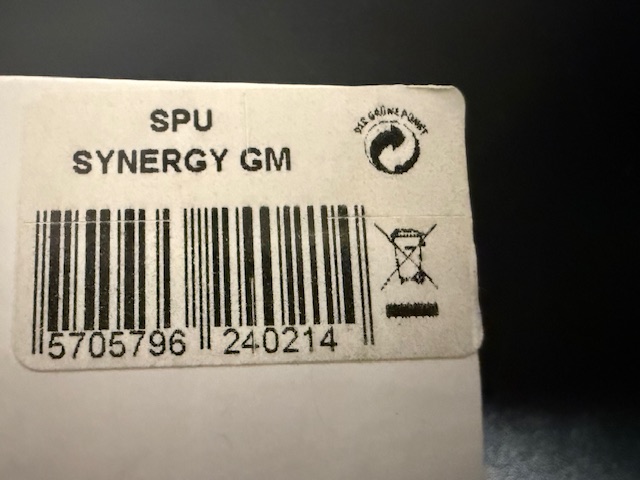 SPU
SYNERGY GM
DER GRÜNE PUNKT
5705796 240214